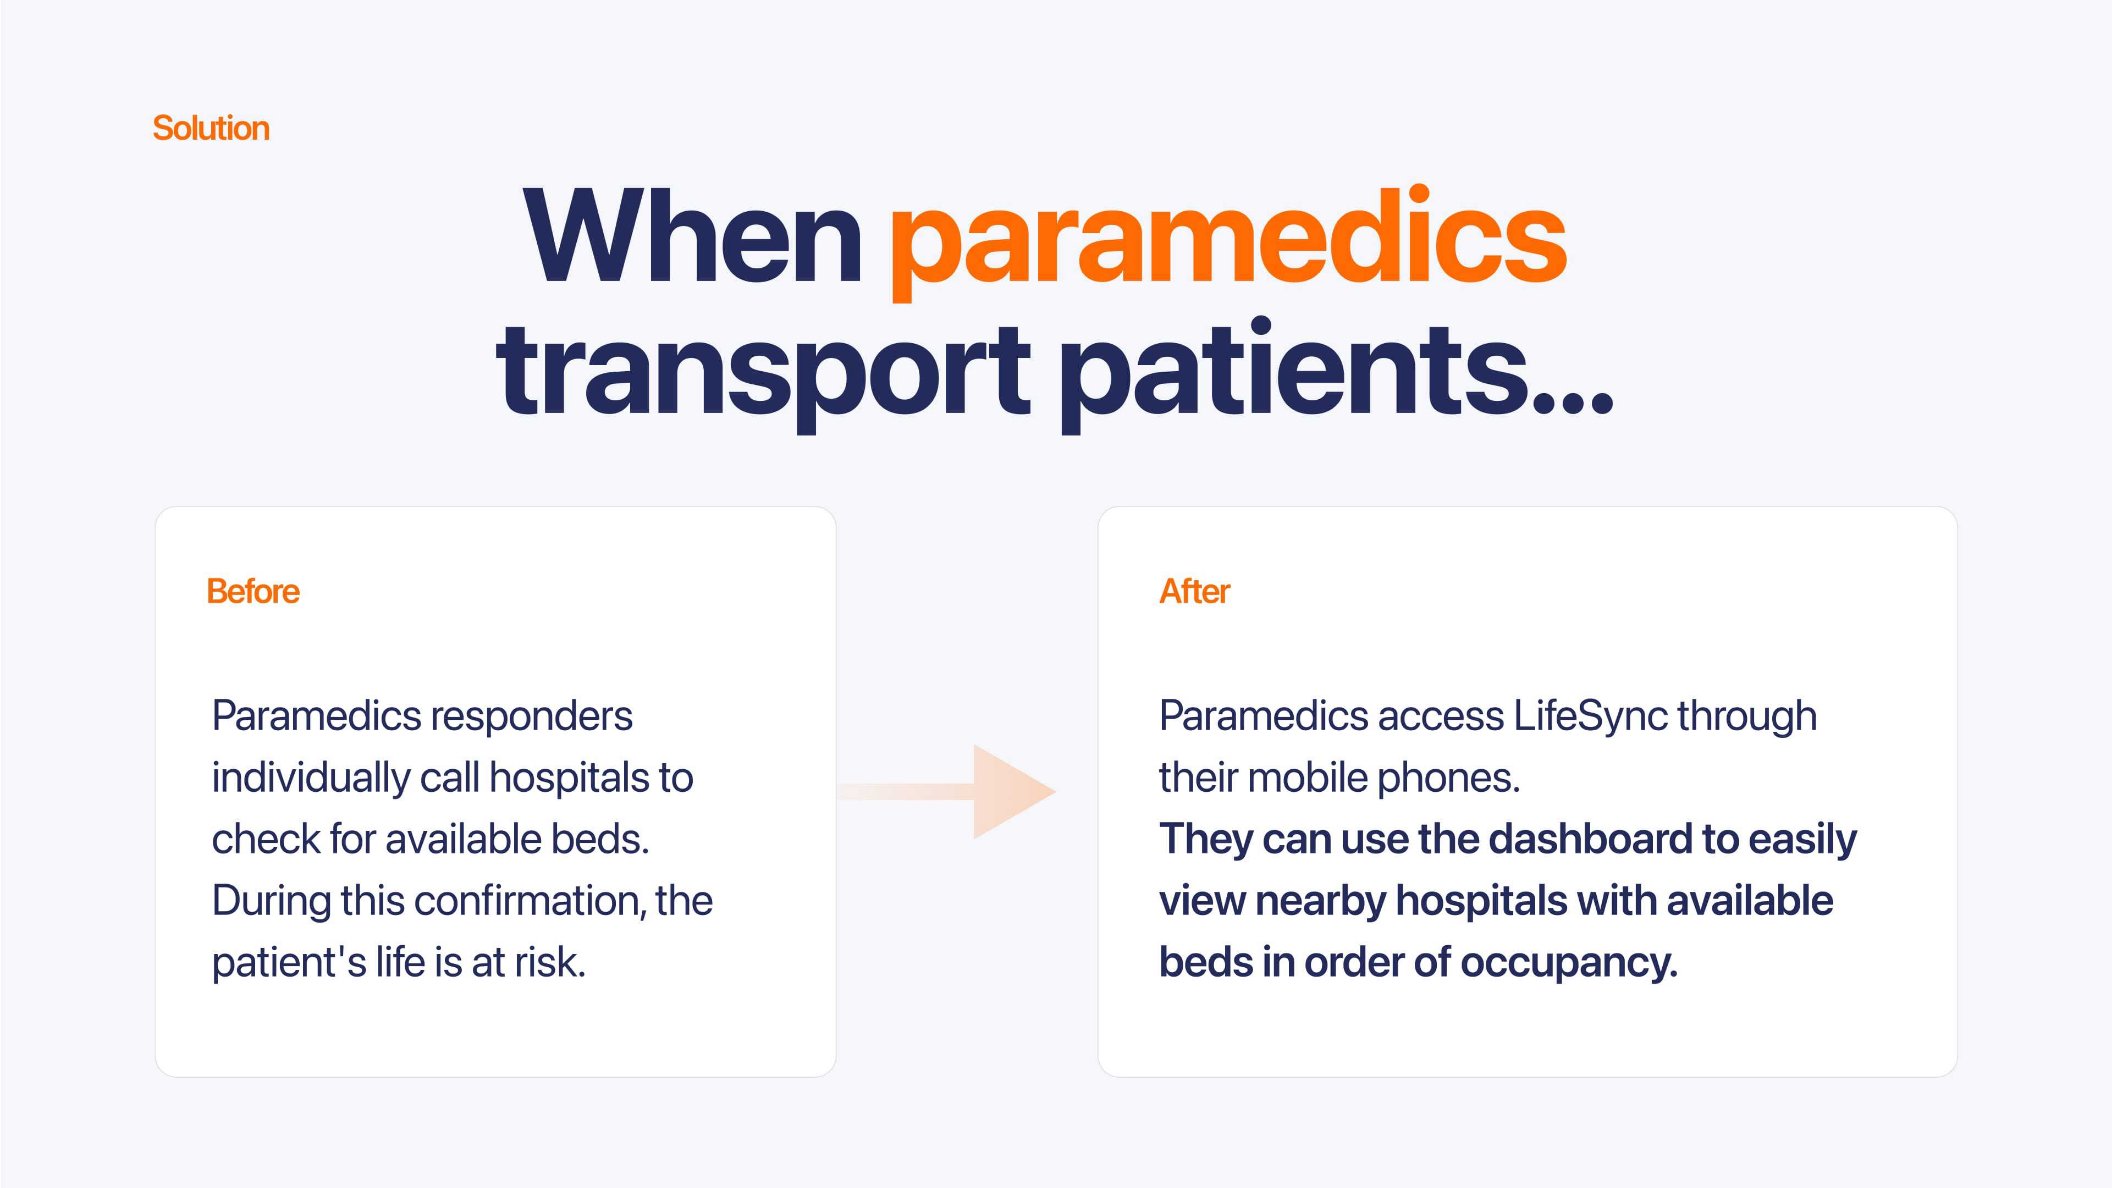 Solution
When paramedics
transport patients...
Before
Paramedics responders
individually call hospitals to
check for available beds.
During this confirmation, the
patient's life is at risk.
After
Paramedics access LifeSync through
their mobile phones.
They can use the dashboard to easily
view nearby hospitals with available
beds in order of occupancy.